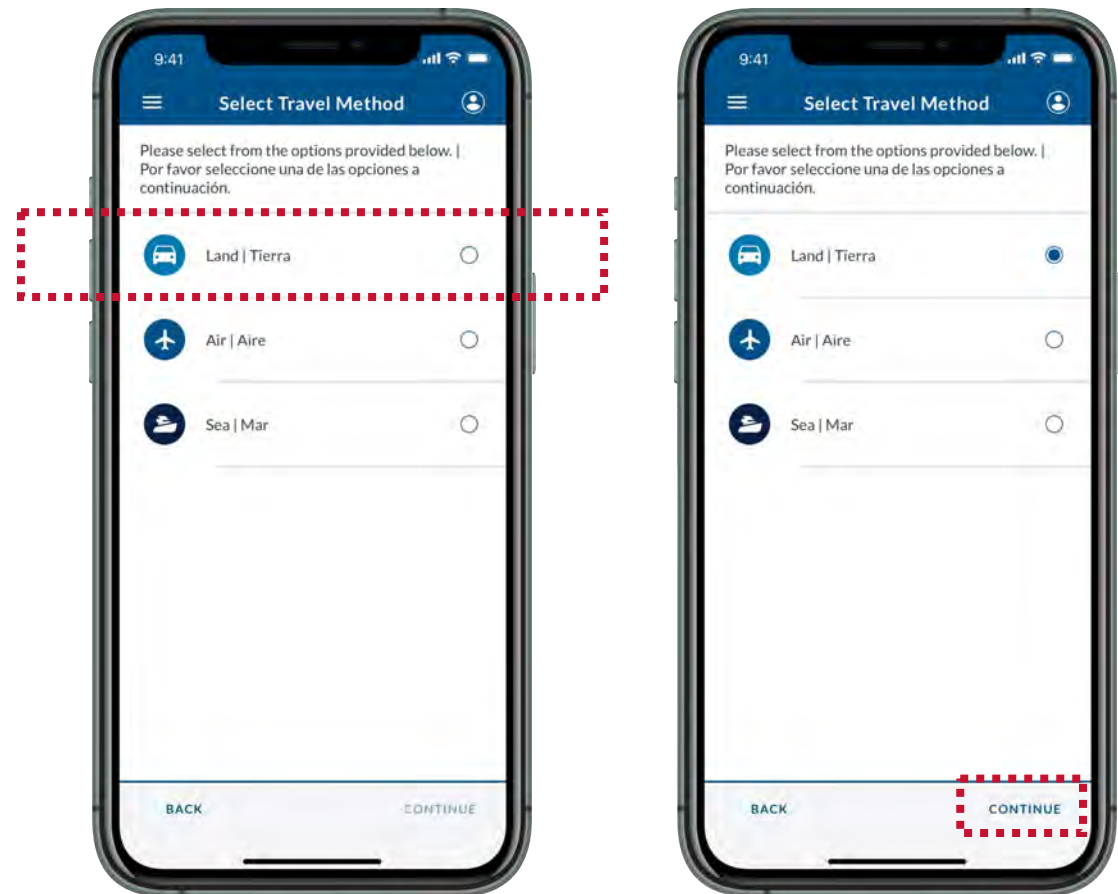 9:41
Select Travel Method
Please select from the options provided below. |
Por favor seleccione una de las opciones a
continuación.
Land | Tierra
Air | Aire
Sea | Mar
BACK
CONTINUE
9:41
Select Travel Method
Please select from the options provided below. |
Por favor seleccione una de las opciones a
continuación.
Land | Tierra
Air | Aire
Sea | Mar
BACK
CONTINUE